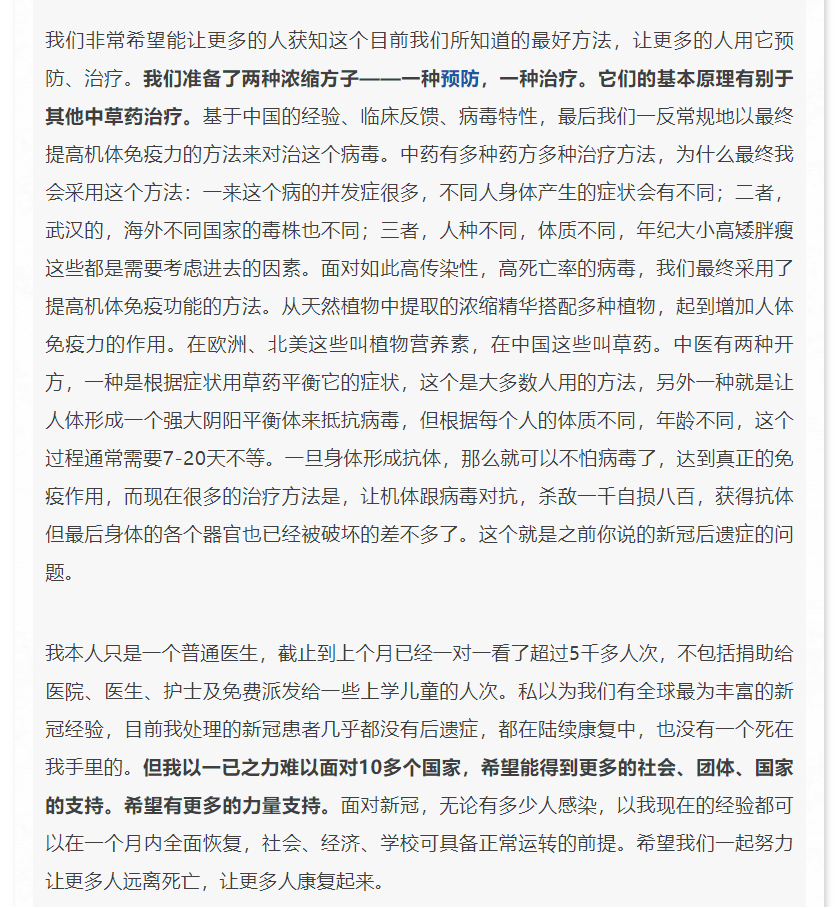 我们非常希望能让更多的人获知这个目前我们所知道的最好方法，让更多的人用它预
防、治疗。我们准备了两种浓缩方子——一种预防，一种治疗。它们的基本原理有别于
其他中草药治疗。基于中国的经验、临床反馈、病毒特性，最后我们一反常规地以最终
提高机体免疫力的方法来对治这个病毒。中药有多种药方多种治疗方法，为什么最终我
会采用这个方法：一来这个病的并发症很多，不同人身体产生的症状会有不同；二者，
武汉的，海外不同国家的毒株也不同；三者，人种不同，体质不同，年纪大小高矮胖瘦
这些都是需要考虑进去的因素。面对如此高传染性，高死亡率的病毒，我们最终采用了
提高机体免疫功能的方法。从天然植物中提取的浓缩精华搭配多种植物，起到增加人体
免疫力的作用。在欧洲、北美这些叫植物营养素，在中国这些叫草药。中医有两种开
方，一种是根据症状用草药平衡它的症状，这个是大多数人用的方法，另外一种就是让
人体形成一个强大阴阳平衡体来抵抗病毒，但根据每个人的体质不同，年龄不同，这个
过程通常需要7-20天不等。一旦身体形成抗体，那么就可以不怕病毒了，达到真正的免
疫作用，而现在很多的治疗方法是，让机体跟病毒对抗，杀敌一千自损八百，获得抗体
但最后身体的各个器官也已经被破坏的差不多了。这个就是之前你说的新冠后遗症的问
题。
我本人只是一个普通医生，截止到上个月已经一对一看了超过5千多人次，不包括捐助给
医院、医生、护士及免费派发给一些上学儿童的人次。私以为我们有全球最为丰富的新
冠经验，目前我处理的新冠患者几乎都没有后遗症，都在陆续康复中，也没有一个死在
我手里的。但我以一已之力难以面对10多个国家，希望能得到更多的社会、团体、国家
的支持。希望有更多的力量支持。面对新冠，无论有多少人感染，以我现在的经验都可
以在一个月内全面恢复，社会、经济、学校可具备正常运转的前提。希望我们一起努力
让更多人远离死亡，让更多人康复起来。